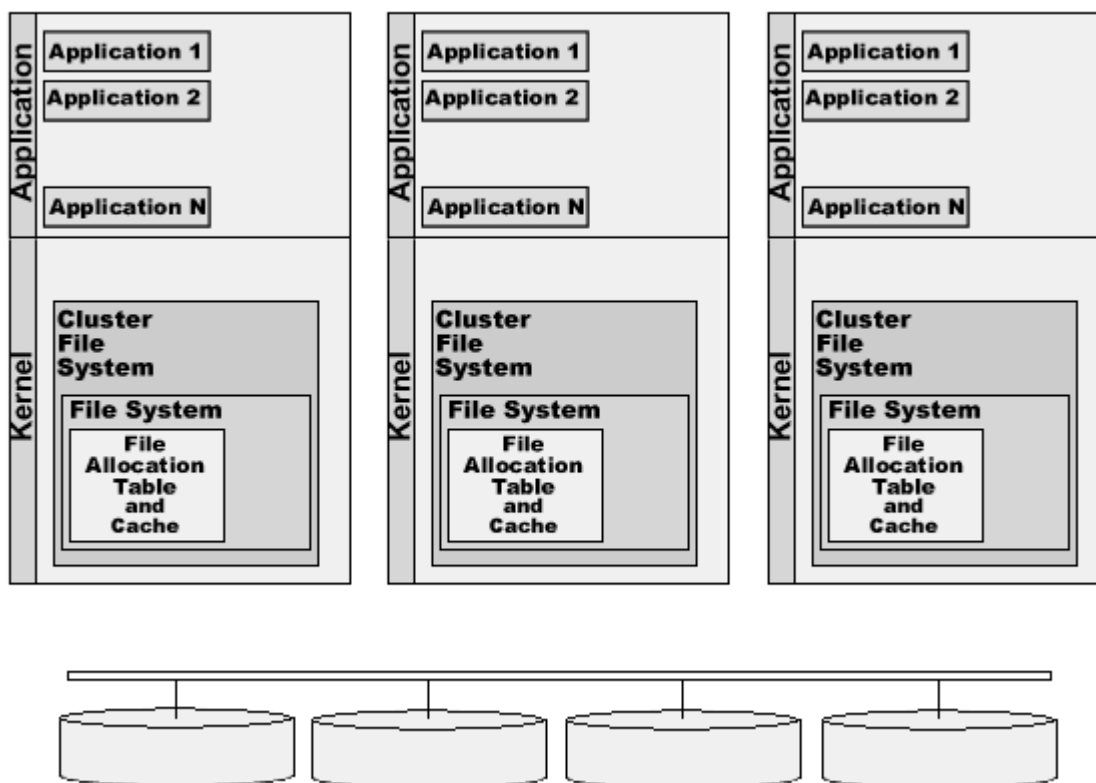 Application
Application 1
Application 2
Application N
Kernel
Cluster
File
System
File System
File
Allocation
Table
and
Cache
Application
Application 1
Application 2
Application N
Kernel
Cluster
File
System
File System
File
Allocation
Table
and
Cache
Application
Application 1
Application 2
Application N
Kernel
Cluster
File
System
File System
File
Allocation
Table
and
Cache